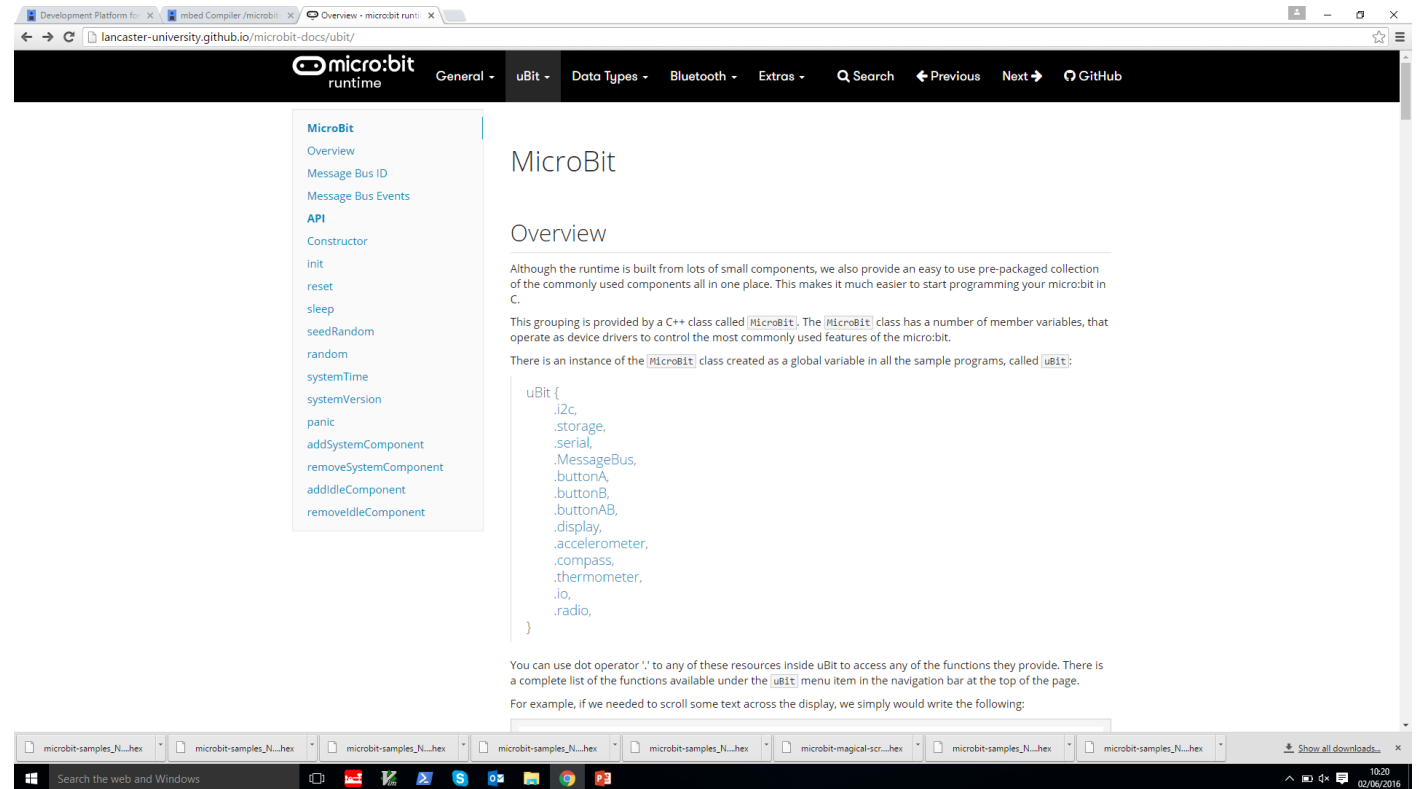 Development Platform fo
mbed Compiler /microbit
Overview - micro:bit runti
lancaster-university.github.io/microbit-docs/ubit/
micro:bit
runtime
General
uBit
Data Types
Bluetooth
Extras
Search
Previous
Next
GitHub
MicroBit
Overview
Message Bus ID
Message Bus Events
API
Constructor
init
reset
sleep
seedRandom
random
systemTime
systemVersion
panic
addSystemComponent
removeSystemComponent
addIdleComponent
removeIdleComponent
MicroBit
Overview
Although the runtime is built from lots of small components, we also provide an easy to use pre-packaged collection
of the commonly used components all in one place. This makes it much easier to start programming your micro:bit in
C.
This grouping is provided by a C++ class called MicroBit. The MicroBit class has a number of member variables, that
operate as device drivers to control the most commonly used features of the micro:bit.
There is an instance of the MicroBit class created as a global variable in all the sample programs, called uBit:
uBit {
.i2c,
.storage,
.serial,
.MessageBus,
.buttonA,
.buttonB,
.buttonAB,
.display,
.accelerometer,
.compass,
.thermometer,
.io,
.radio,
}
You can use dot operator '.' to any of these resources inside uBit to access any of the functions they provide. There is
a complete list of the functions available under the uBit menu item in the navigation bar at the top of the page.
For example, if we needed to scroll some text across the display, we simply would write the following:
microbit-samples_N....hex
microbit-samples_N....hex
microbit-samples_N....hex
microbit-samples_N....hex
microbit-samples_N....hex
microbit-magical-scr....hex
microbit-samples_N....hex
microbit-samples_N....hex
Show all downloads...
Search the web and Windows
10:20
02/06/2016